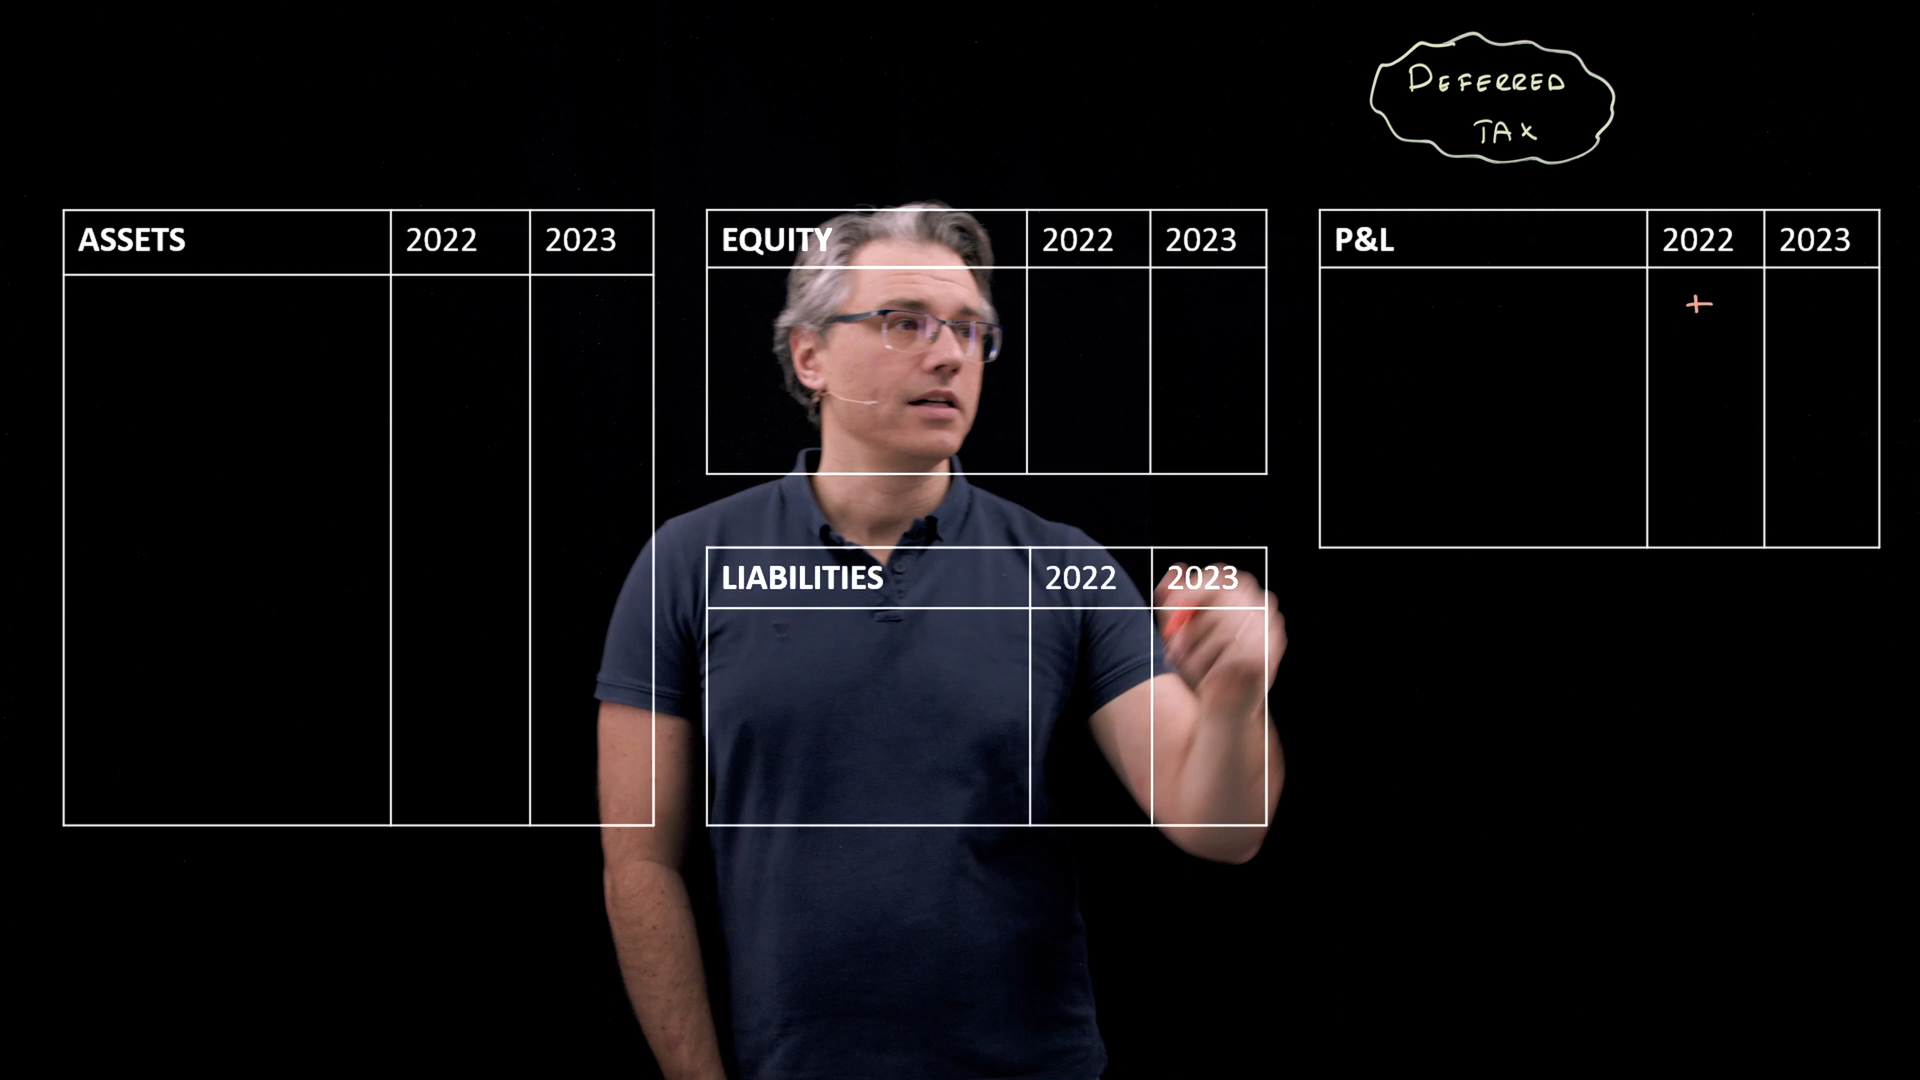 DEFERRED
TAX
ASSETS 2022 2023
EQUITY 2022 2023
P&L 2022 2023
+
LIABILITIES 2022 2023